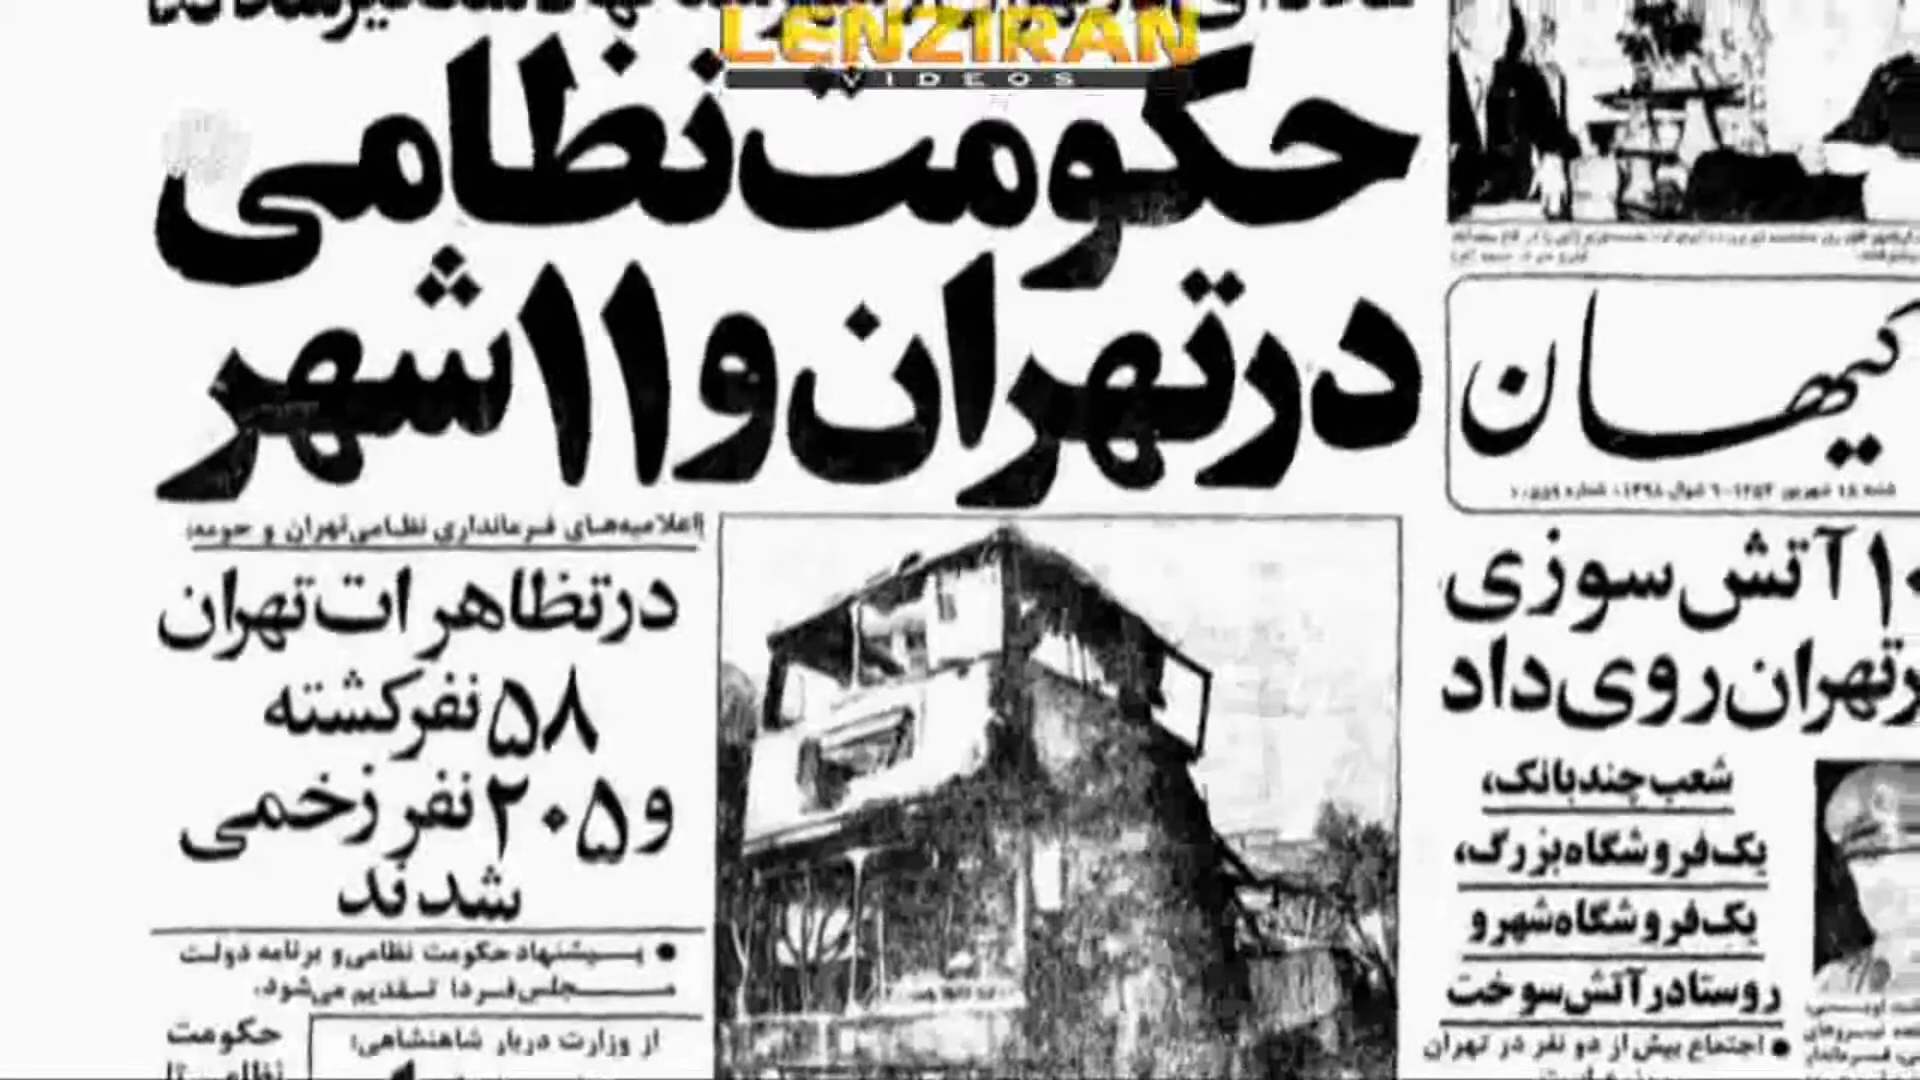 LENZIRAN
VIDEOS
حکومت نظامی
در تهران و ۱۱ شهر
کیهان
شنبه ۱۸ شهریور
اعلامیه‌های فرمانداری نظامی تهران و حومه
در تظاهرات تهران
۵۸ نفر کشته
و ۲۰۵ نفر زخمی
شدند
● پیشنهاد حکومت نظامی و برنامه دولت
مجلس فردا تقدیم می‌شود.
حکومت
از وزارت دربار شاهنشاهی:
۱۰ آتش سوزی
تهران روی داد
شعب چند بانک،
یک فروشگاه بزرگ،
یک فروشگاه شهر و
روستا در آتش سوخت
● اجتماع بیش از دو نفر در تهران